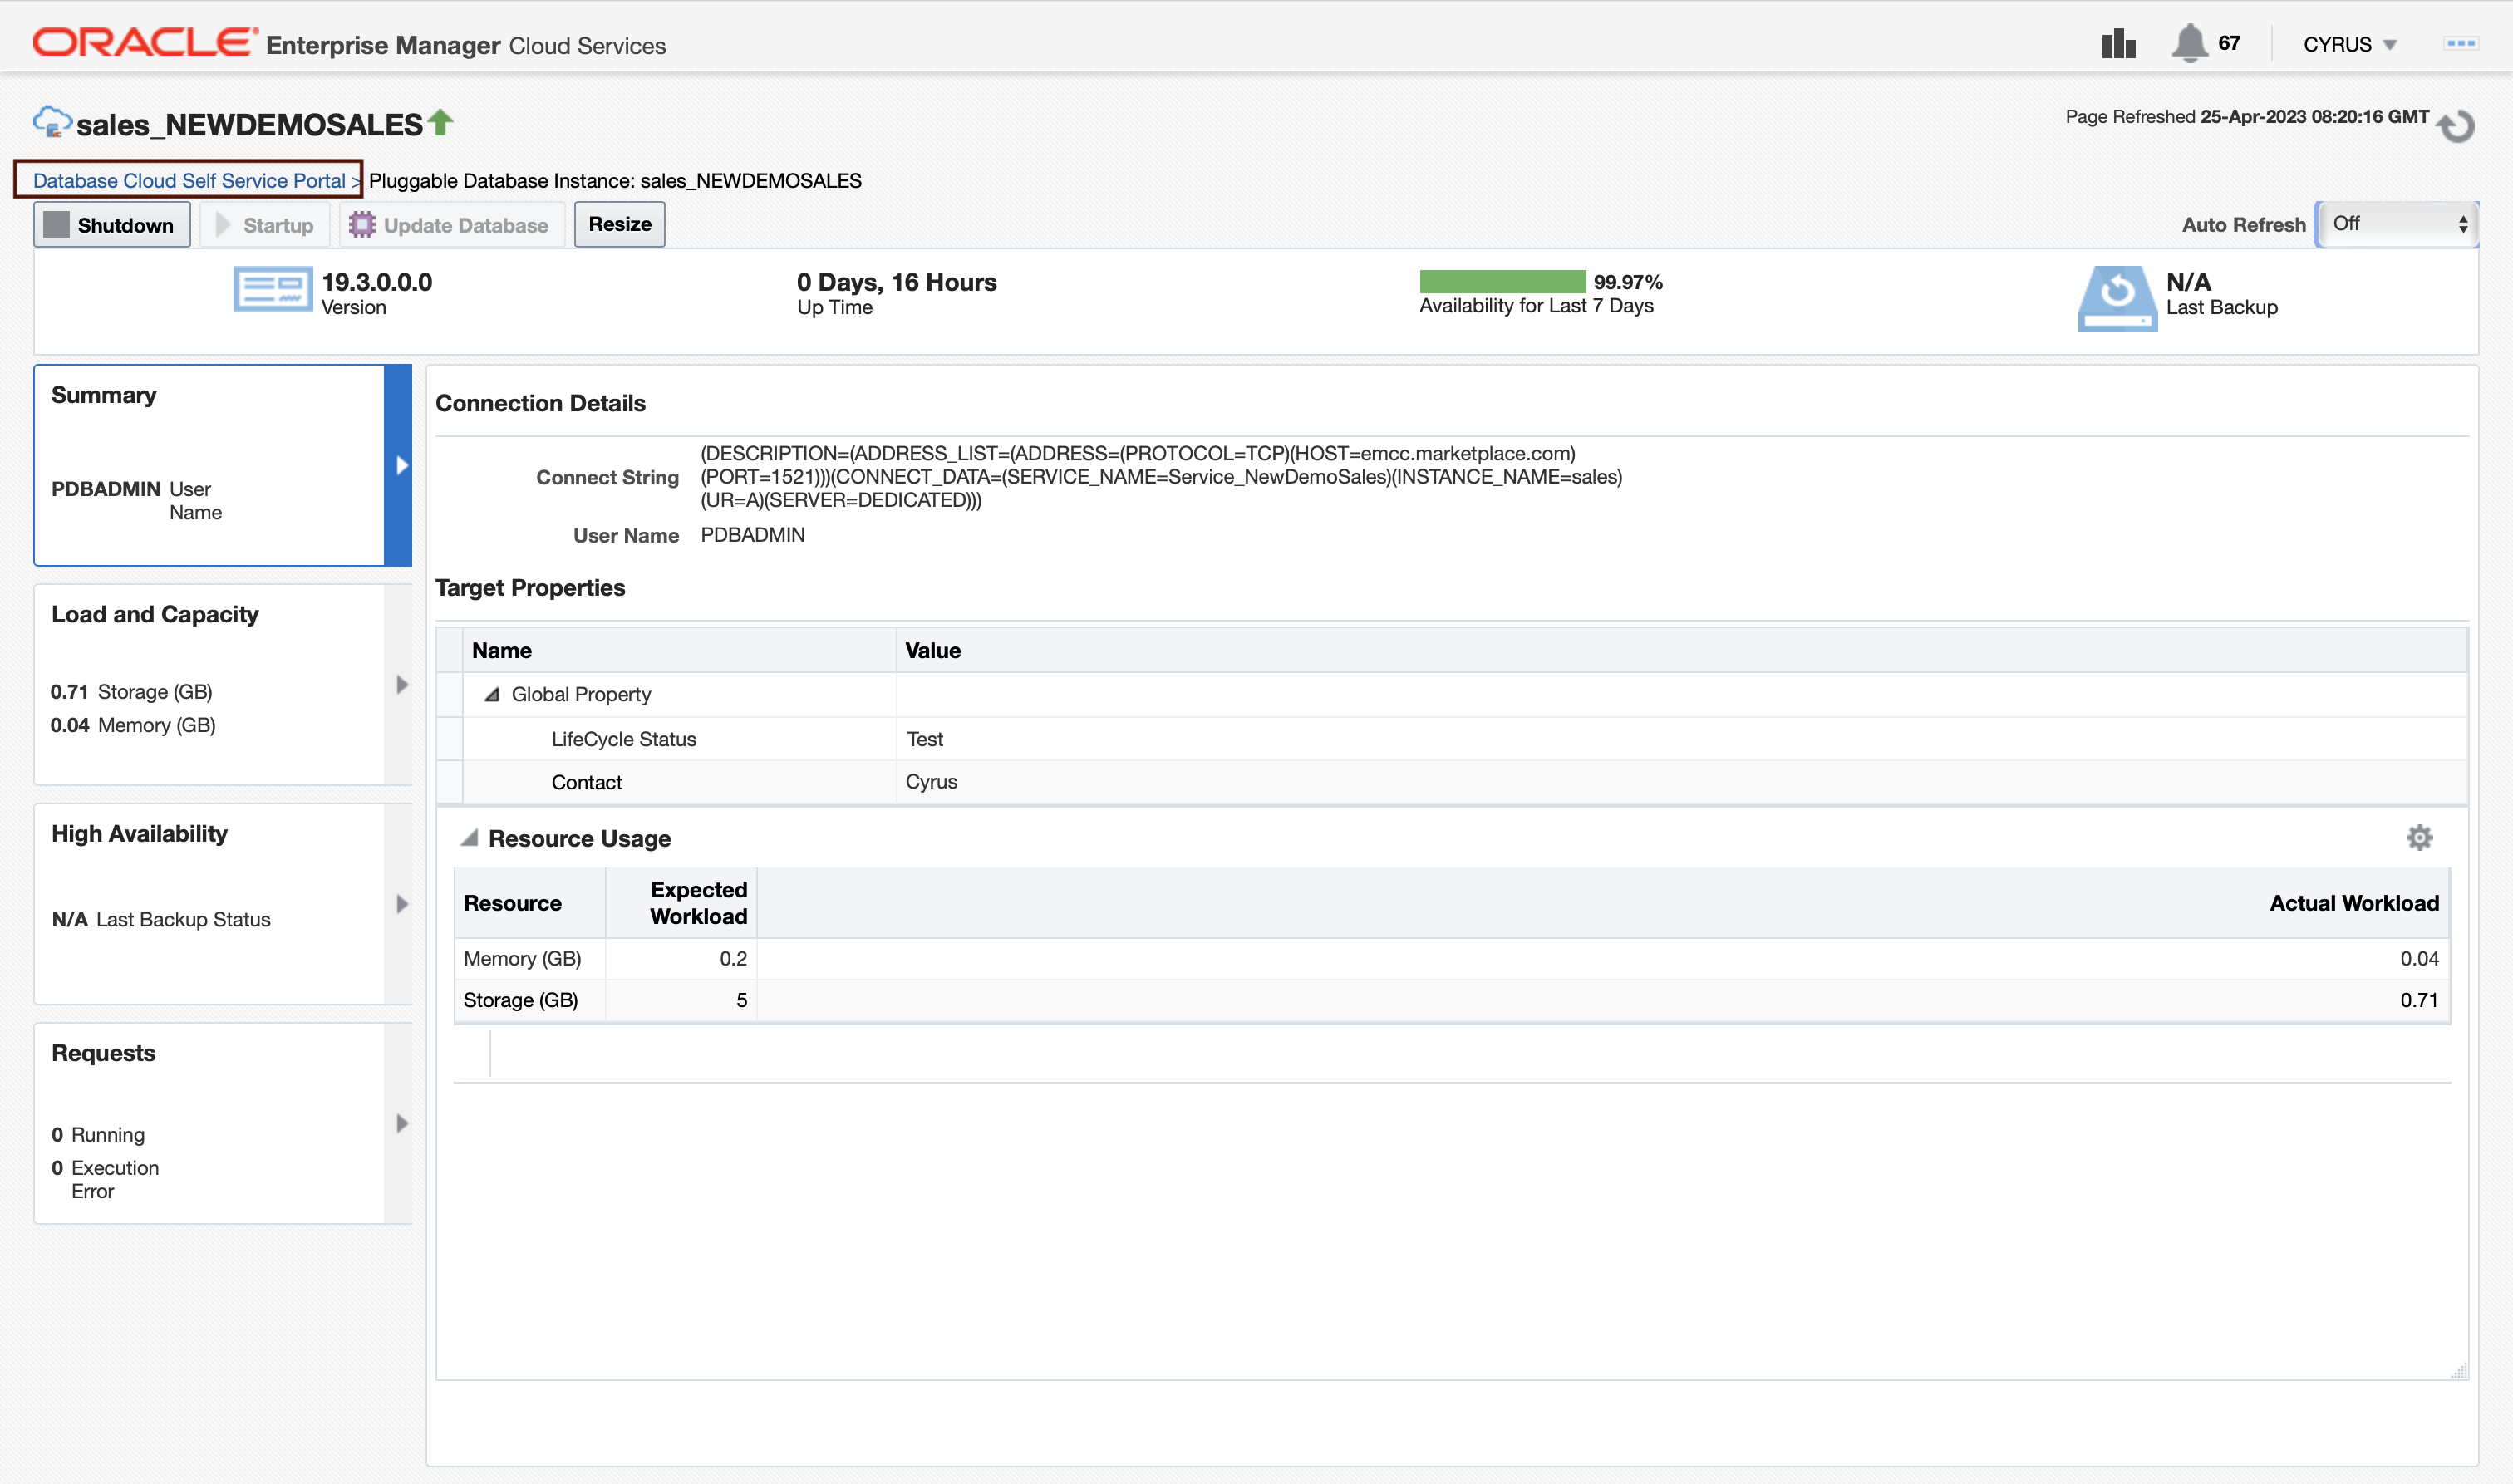 ORACLE Enterprise Manager Cloud Services
67
CYRUS
sales_NEWDEMOSALES
Page Refreshed 25-Apr-2023 08:20:16 GMT
Database Cloud Self Service Portal > Pluggable Database Instance: sales_NEWDEMOSALES
Shutdown Startup Update Database Resize
Auto Refresh Off
19.3.0.0.0
Version
0 Days, 16 Hours
Up Time
99.97%
Availability for Last 7 Days
N/A
Last Backup
Summary
PDBADMIN User
Name
Load and Capacity
0.71 Storage (GB)
0.04 Memory (GB)
High Availability
N/A Last Backup Status
Requests
0 Running
0 Execution
Error
Connection Details
Connect String
(DESCRIPTION=(ADDRESS_LIST=(ADDRESS=(PROTOCOL=TCP)(HOST=emcc.marketplace.com)
(PORT=1521)))(CONNECT_DATA=(SERVICE_NAME=Service_NewDemoSales)(INSTANCE_NAME=sales)
(UR=A)(SERVER=DEDICATED)))
User Name PDBADMIN
Target Properties
Name Value
Global Property
LifeCycle Status Test
Contact Cyrus
Resource Usage
Resource Expected Workload Actual Workload
Memory (GB) 0.2 0.04
Storage (GB) 5 0.71